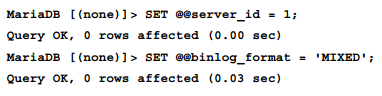 MariaDB [(none)]> SET @@server_id = 1;
Query OK, 0 rows affected (0.00 sec)
MariaDB [(none)]> SET @@binlog_format = 'MIXED';
Query OK, 0 rows affected (0.03 sec)